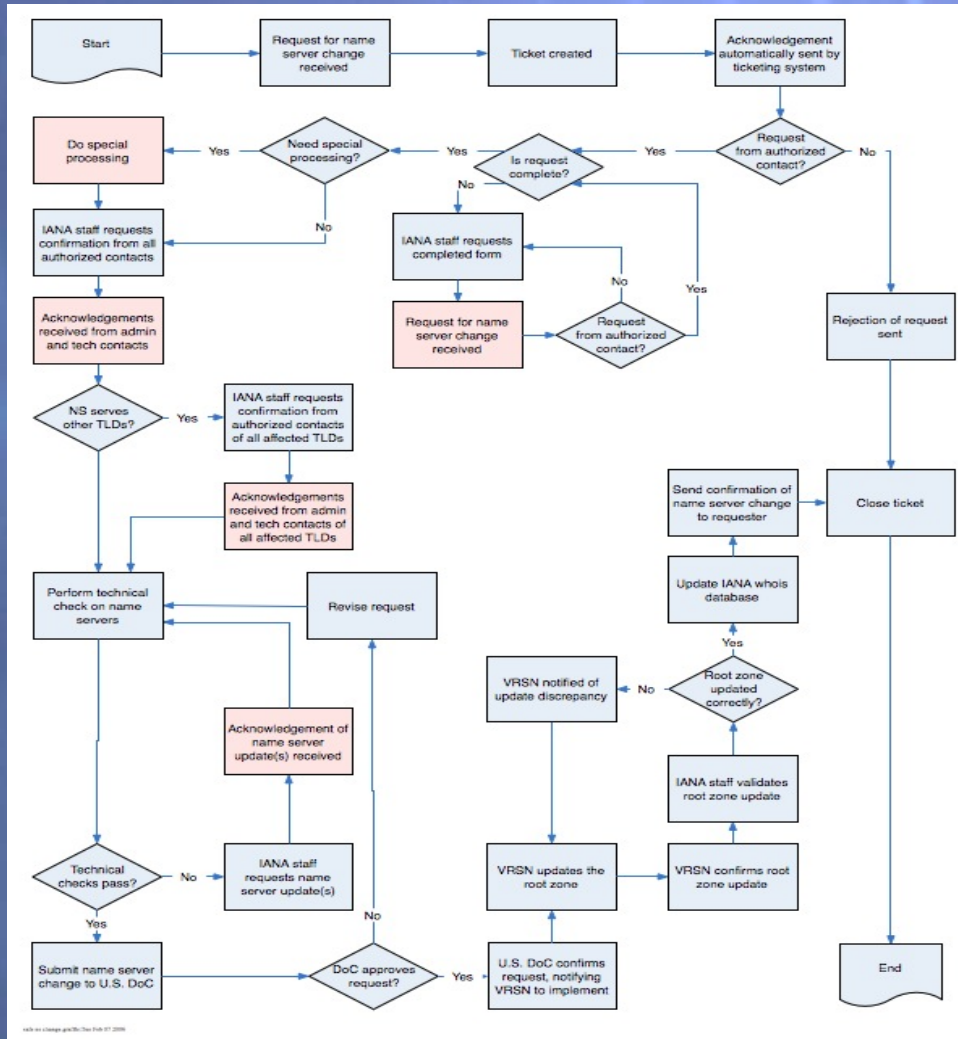 Start
Request for name
server change
received
Ticket created
Acknowledgement
automatically sent by
ticketing system
Do special
processing
Yes
Need special
processing?
Yes
Is request
complete?
Yes
Request
from authorized
contact?
No
No
No
IANA staff requests
confirmation from all
authorized contacts
IANA staff requests
completed form
No
Yes
Acknowledgements
received from admin
and tech contacts
Request for name
server change
received
Request
from authorized
contact?
Rejection of request
sent
NS serves
other TLDs?
Yes
IANA staff requests
confirmation from
authorized contacts
of all affected TLDs
Acknowledgements
received from admin
and tech contacts of
all affected TLDs
Send confirmation of
name server change
to requester
Close ticket
Perform technical
check on name
servers
Revise request
Update IANA whois
database
Yes
VRSN notified of
update discrepancy
No
Root zone
updated
correctly?
Acknowledgement of
name server
update(s) received
IANA staff validates
root zone update
Technical
checks pass?
No
IANA staff
requests name
server update(s)
VRSN updates the
root zone
VRSN confirms root
zone update
Yes
No
Submit name server
change to U.S. DoC
DoC approves
request?
Yes
U.S. DoC confirms
request, notifying
VRSN to implement
End